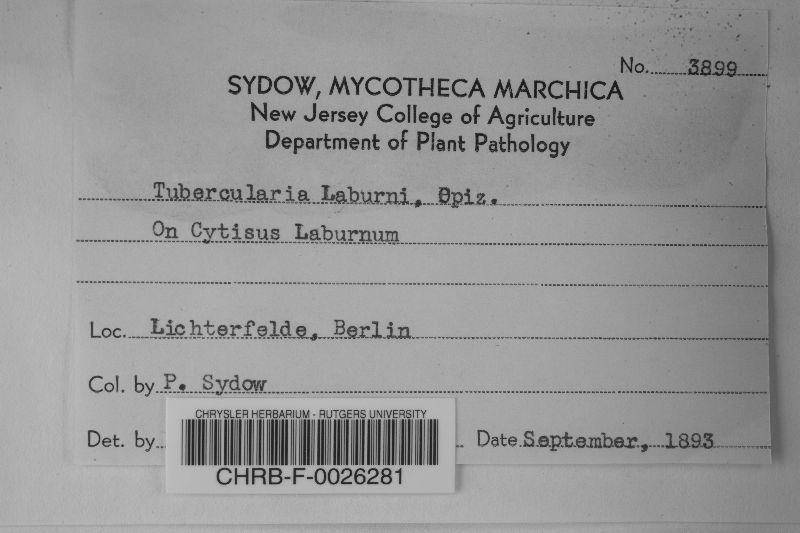 No. 3899
SYDOW, MYCOTHECA MARCHICA
New Jersey College of Agriculture
Department of Plant Pathology
Tubercularia Laburni, Opiz.
On Cytisus Laburnum
Loc. Lichterfelde, Berlin
Col. by P. Sydow
Det. by Date September, 1893
CHRYSLER HERBARIUM - RUTGERS UNIVERSITY
CHRB-F-0026281